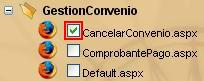 GestionConvenio
CancelarConvenio.aspx
ComprobantePago.aspx
Default.aspx